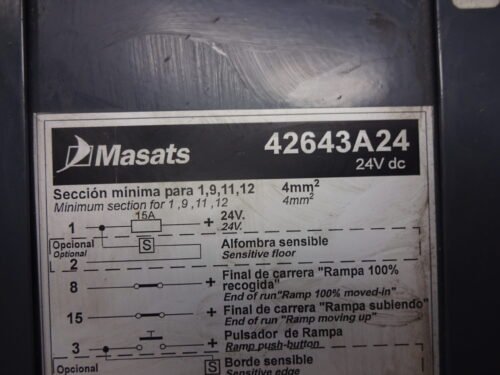 Masats
42643A24
24V dc
Sección mínima para 1,9,11,12 4mm²
Minimum section for 1 ,9 ,11 ,12 4mm²
1 15A + 24V.
24V.
Opcional
Optional
S
Alfombra sensible
Sensitive floor
2
8 + Final de carrera "Rampa 100%
recogida"
End of run"Ramp 100% moved-in"
15 + Final de carrera "Rampa subiendo"
End of run "Ramp moving up"
3 + Pulsador de Rampa
Ramp push-button
Opcional
S
Borde sensible
Sensitive edge